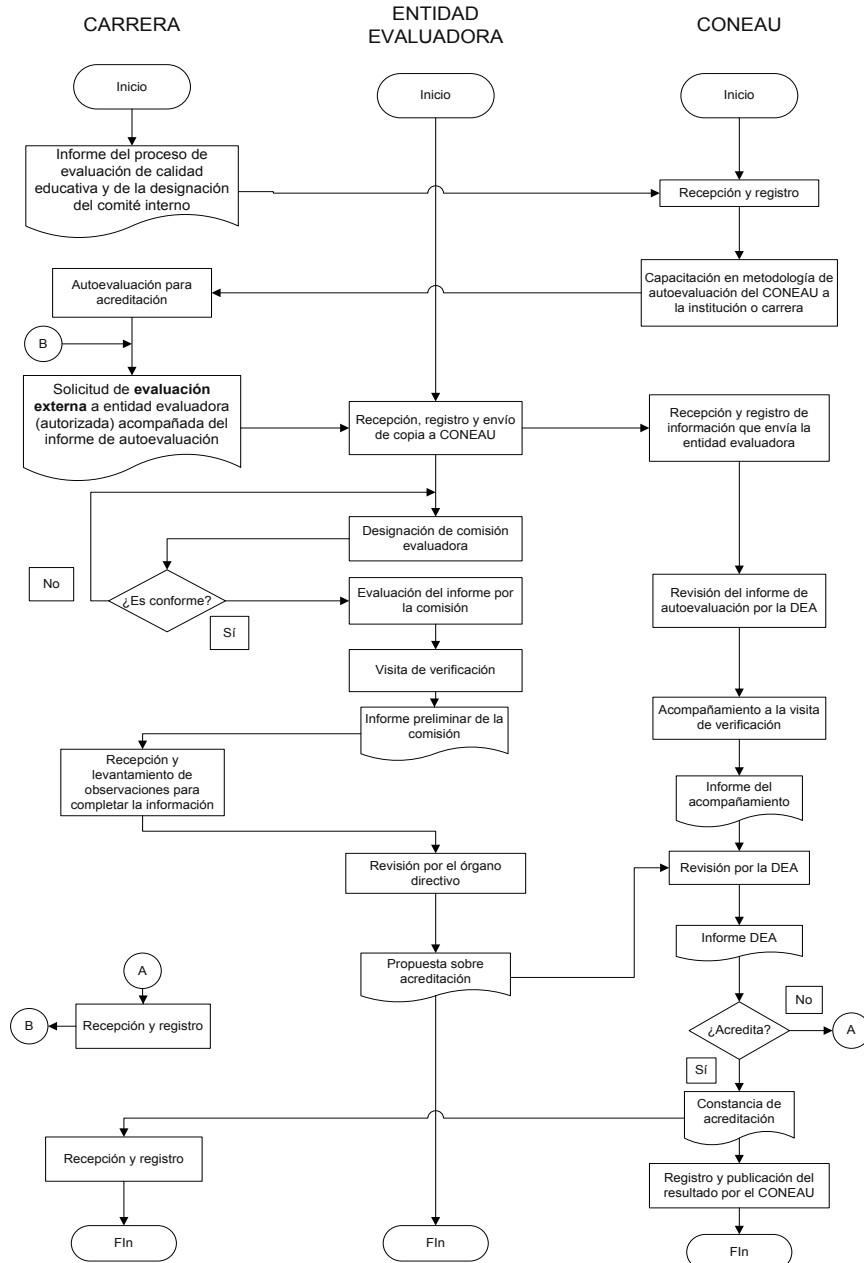 CARRERA
ENTIDAD
EVALUADORA
CONEAU
Inicio
Inicio
Inicio
Informe del proceso de
evaluación de calidad
educativa y de la designación
del comité interno
Recepción y registro
Autoevaluación para
acreditación
Capacitación en metodología de
autoevaluación del CONEAU a
la institución o carrera
B
Solicitud de evaluación
externa a entidad evaluadora
(autorizada) acompañada del
informe de autoevaluación
Recepción, registro y envío
de copia a CONEAU
Recepción y registro de
información que envía la
entidad evaluadora
Designación de comisión
evaluadora
No
¿Es conforme?
Sí
Evaluación del informe por
la comisión
Revisión del informe de
autoevaluación por la DEA
Visita de verificación
Acompañamiento a la visita
de verificación
Informe preliminar de la
comisión
Recepción y
levantamiento de
observaciones para
completar la información
Informe del
acompañamiento
Revisión por el órgano
directivo
Revisión por la DEA
Informe DEA
Propuesta sobre
acreditación
A
B
Recepción y registro
No
¿Acredita?
A
Sí
Constancia de
acreditación
Recepción y registro
Registro y publicación del
resultado por el CONEAU
FIn
FIn
FIn